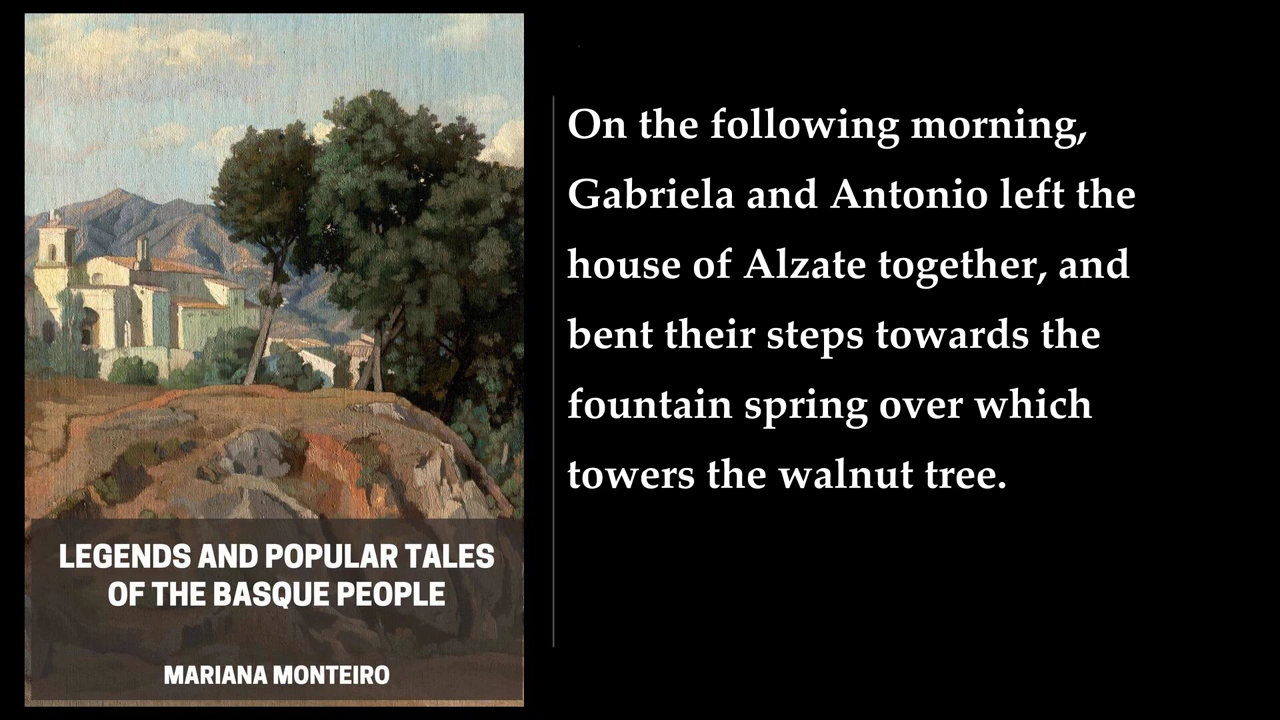 On the following morning,
Gabriela and Antonio left the
house of Alzate together, and
bent their steps towards the
fountain spring over which
towers the walnut tree.
LEGENDS AND POPULAR TALES
OF THE BASQUE PEOPLE
MARIANA MONTEIRO